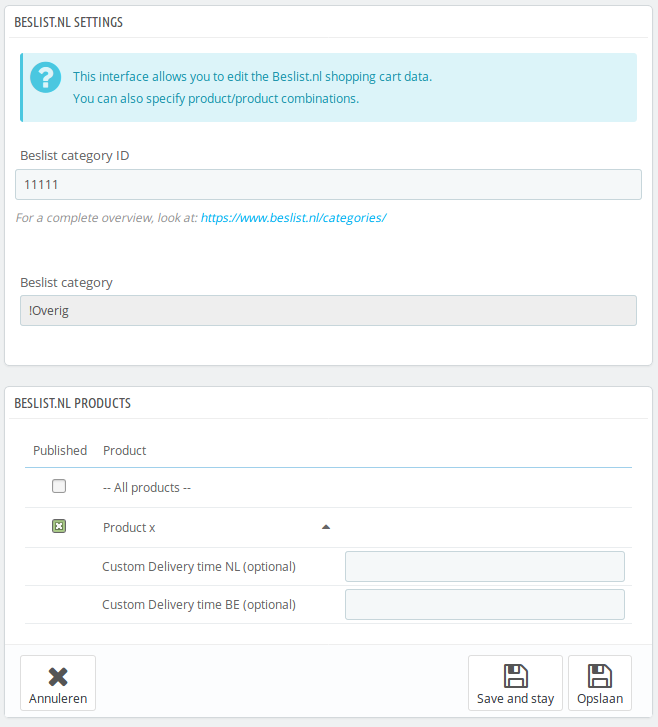 BESLIST.NL SETTINGS
This interface allows you to edit the Beslist.nl shopping cart data.
You can also specify product/product combinations.
Beslist category ID
11111
For a complete overview, look at: https://www.beslist.nl/categories/
Beslist category
!Overig
BESLIST.NL PRODUCTS
Published Product
-- All products --
Product x
Custom Delivery time NL (optional)
Custom Delivery time BE (optional)
Annuleren Save and stay Opslaan